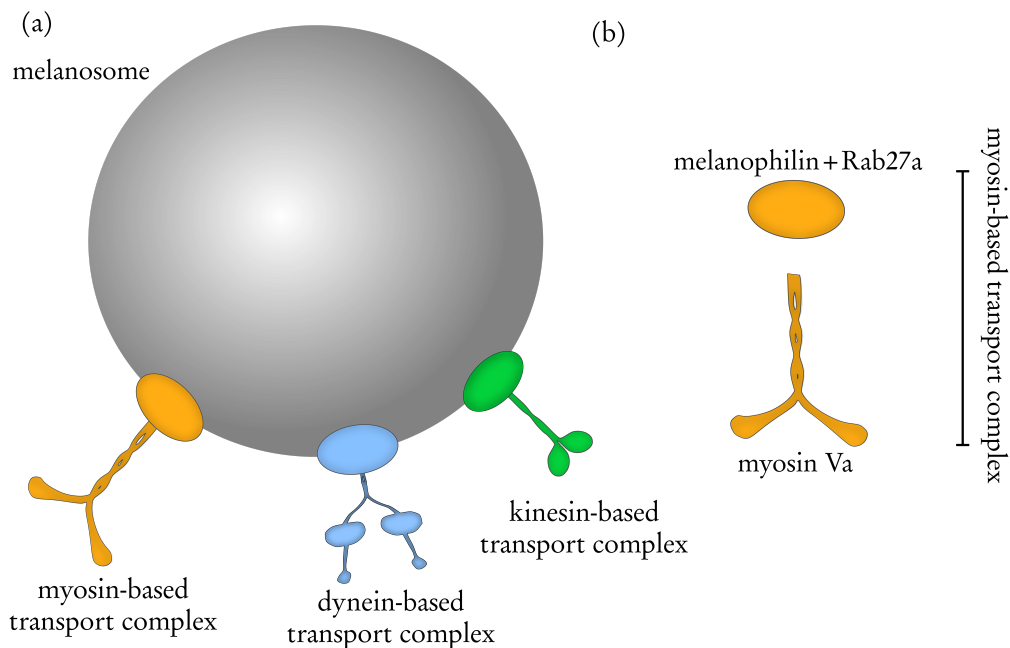 (a)
melanosome
myosin-based
transport complex
dynein-based
transport complex
kinesin-based
transport complex
(b)
melanophilin + Rab27a
myosin Va
myosin-based transport complex